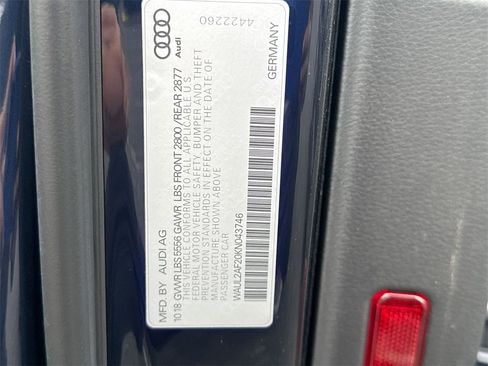 Audi
4422260
MFD. BY AUDI AG GERMANY
1018 GVWR LBS 5556 GAWR LBS FRONT 2800 / REAR 2877
THIS VEHICLE CONFORMS TO ALL APPLICABLE U.S.
FEDERAL MOTOR VEHICLE SAFETY, BUMPER AND THEFT
PREVENTION STANDARDS IN EFFECT ON THE DATE OF
MANUFACTURE SHOWN ABOVE
PASSENGER CAR
WAUL2AF20KN043746